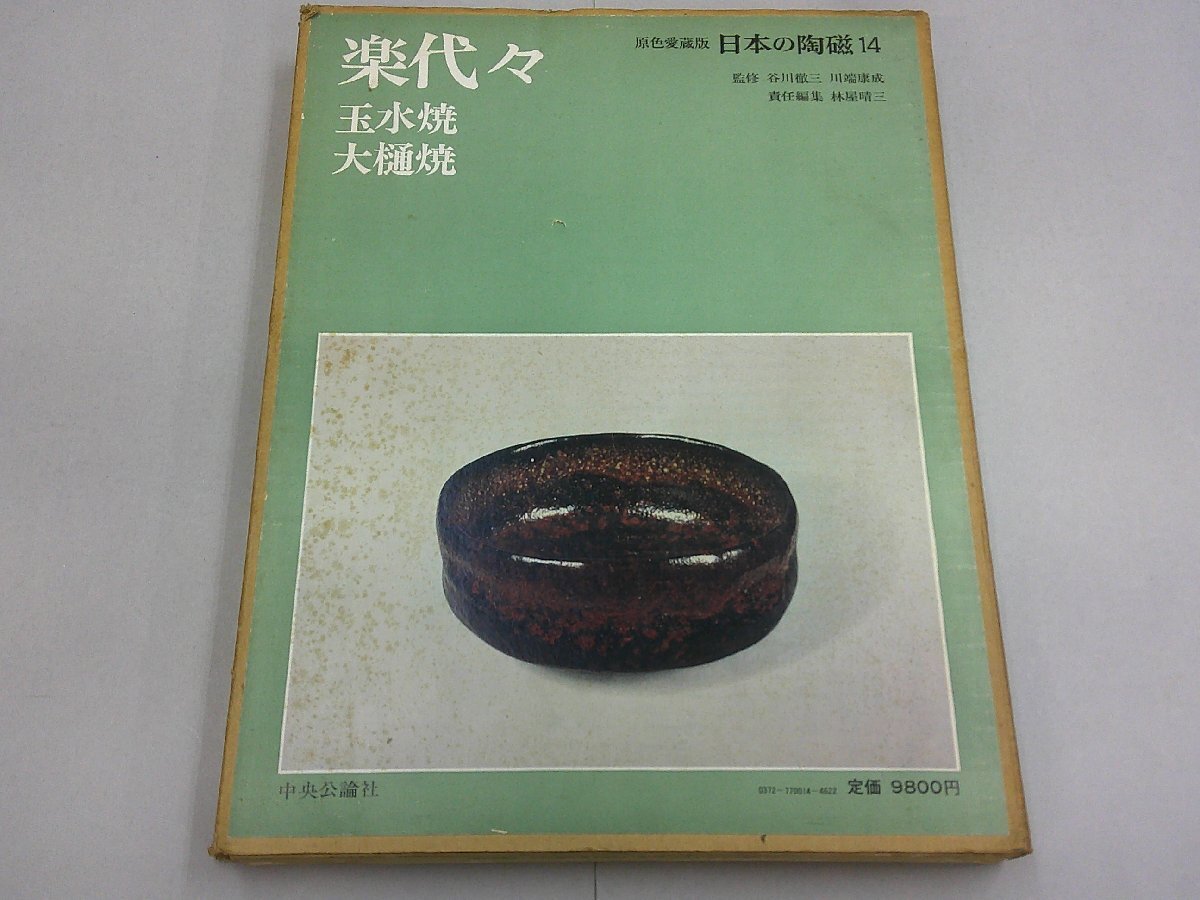 楽代々
玉水焼
大樋焼
原色愛蔵版 日本の陶磁14
監修 谷川徹三 川端康成
責任編集 林屋晴三
中央公論社
0372-770014-4622 定価 9800円